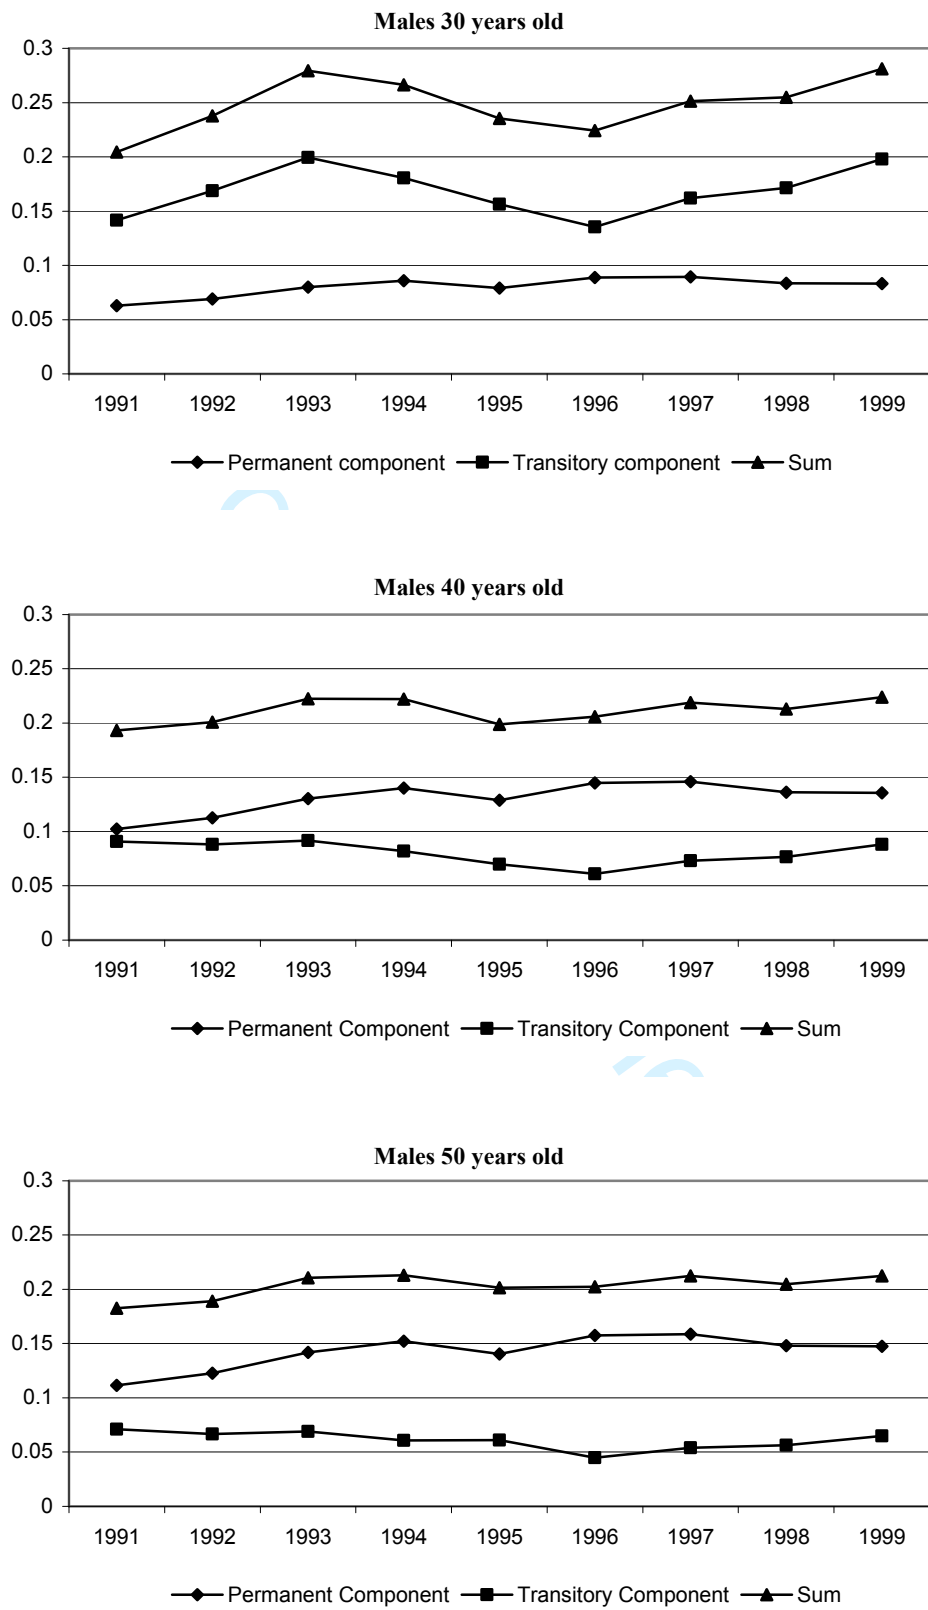 Males 30 years old
0.3
0.25
0.2
0.15
0.1
0.05
0
1991 1992 1993 1994 1995 1996 1997 1998 1999
Permanent component Transitory component Sum
Males 40 years old
0.3
0.25
0.2
0.15
0.1
0.05
0
1991 1992 1993 1994 1995 1996 1997 1998 1999
Permanent Component Transitory Component Sum
Males 50 years old
0.3
0.25
0.2
0.15
0.1
0.05
0
1991 1992 1993 1994 1995 1996 1997 1998 1999
Permanent Component Transitory Component Sum